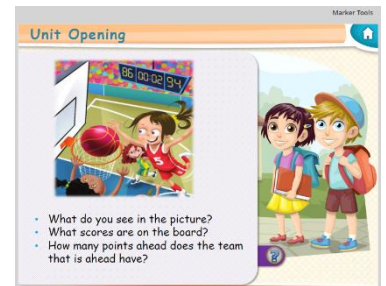 Marker Tools
Unit Opening
86 00:02 94
5
• What do you see in the picture?
• What scores are on the board?
• How many points ahead does the team
that is ahead have?
?